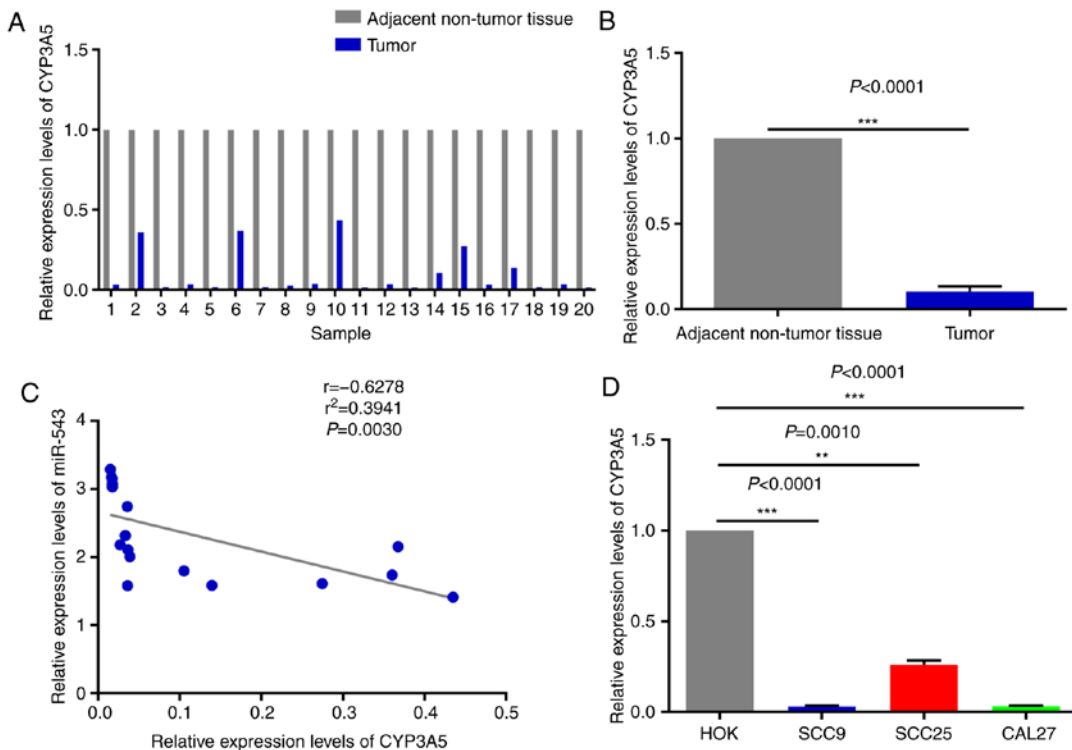 A
Adjacent non-tumor tissue
Tumor
Relative expression levels of CYP3A5
1.5
1.0
0.5
0.0
1 2 3 4 5 6 7 8 9 10 11 12 13 14 15 16 17 18 19 20
Sample
B
Relative expression levels of CYP3A5
1.5
1.0
0.5
0.0
P<0.0001
***
Adjacent non-tumor tissue Tumor
C
r=−0.6278
r²=0.3941
P=0.0030
Relative expression levels of miR-543
4
3
2
1
0
0.0 0.1 0.2 0.3 0.4 0.5
Relative expression levels of CYP3A5
D
P<0.0001
***
P=0.0010
**
P<0.0001
***
Relative expression levels of CYP3A5
1.5
1.0
0.5
0.0
HOK SCC9 SCC25 CAL27